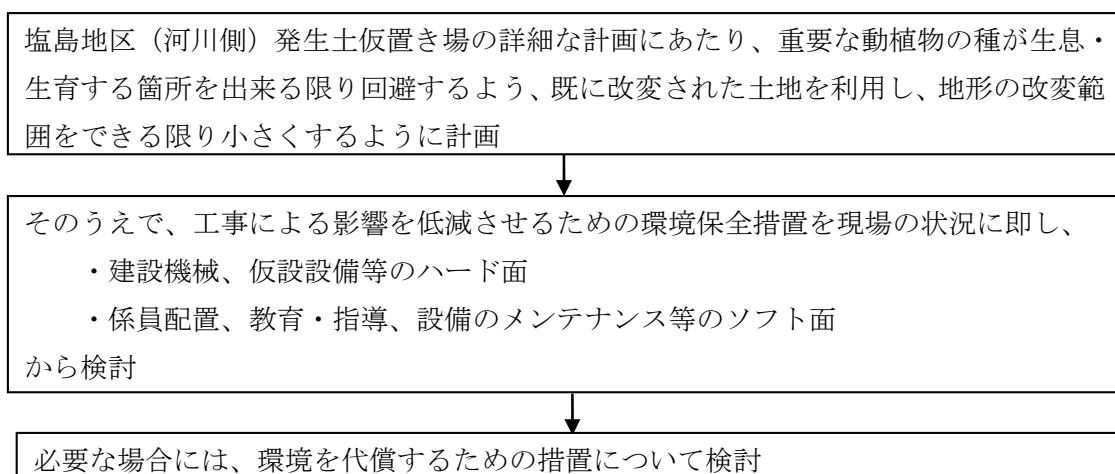 塩島地区（河川側）発生土仮置き場の詳細な計画にあたり、重要な動植物の種が生息・
生育する箇所を出来る限り回避するよう、既に改変された土地を利用し、地形の改変範
囲をできる限り小さくするように計画
そのうえで、工事による影響を低減させるための環境保全措置を現場の状況に即し、
・建設機械、仮設設備等のハード面
・係員配置、教育・指導、設備のメンテナンス等のソフト面
から検討
必要な場合には、環境を代償するための措置について検討